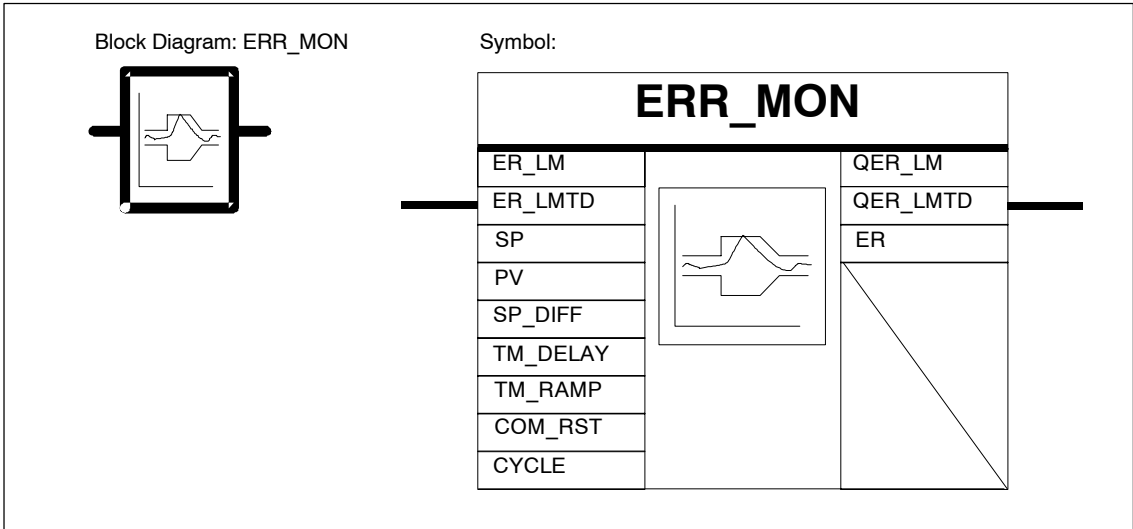 Block Diagram: ERR_MON
Symbol:
ERR_MON
ER_LM
QER_LM
ER_LMTD
QER_LMTD
SP
ER
PV
SP_DIFF
TM_DELAY
TM_RAMP
COM_RST
CYCLE